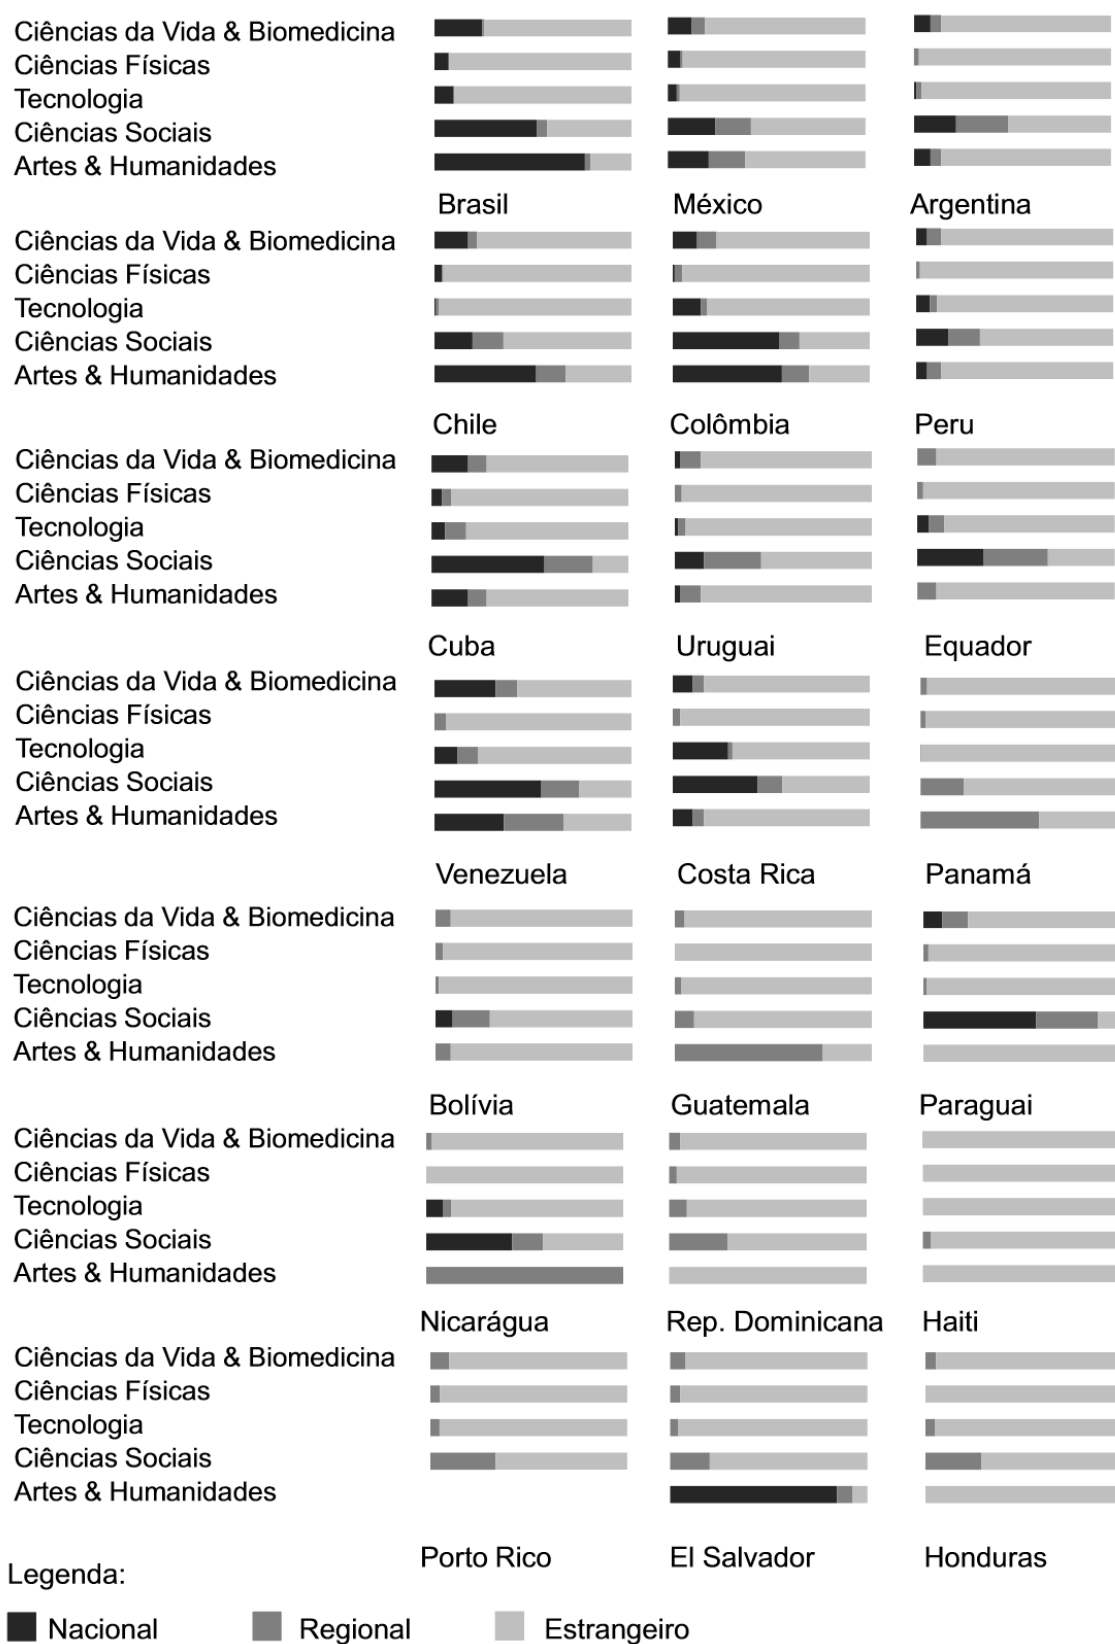 Ciências da Vida & Biomedicina
Ciências Físicas
Tecnologia
Ciências Sociais
Artes & Humanidades
Brasil México Argentina
Ciências da Vida & Biomedicina
Ciências Físicas
Tecnologia
Ciências Sociais
Artes & Humanidades
Chile Colômbia Peru
Ciências da Vida & Biomedicina
Ciências Físicas
Tecnologia
Ciências Sociais
Artes & Humanidades
Cuba Uruguai Equador
Ciências da Vida & Biomedicina
Ciências Físicas
Tecnologia
Ciências Sociais
Artes & Humanidades
Venezuela Costa Rica Panamá
Ciências da Vida & Biomedicina
Ciências Físicas
Tecnologia
Ciências Sociais
Artes & Humanidades
Bolívia Guatemala Paraguai
Ciências da Vida & Biomedicina
Ciências Físicas
Tecnologia
Ciências Sociais
Artes & Humanidades
Nicarágua Rep. Dominicana Haiti
Ciências da Vida & Biomedicina
Ciências Físicas
Tecnologia
Ciências Sociais
Artes & Humanidades
Porto Rico El Salvador Honduras
Legenda:
Nacional Regional Estrangeiro